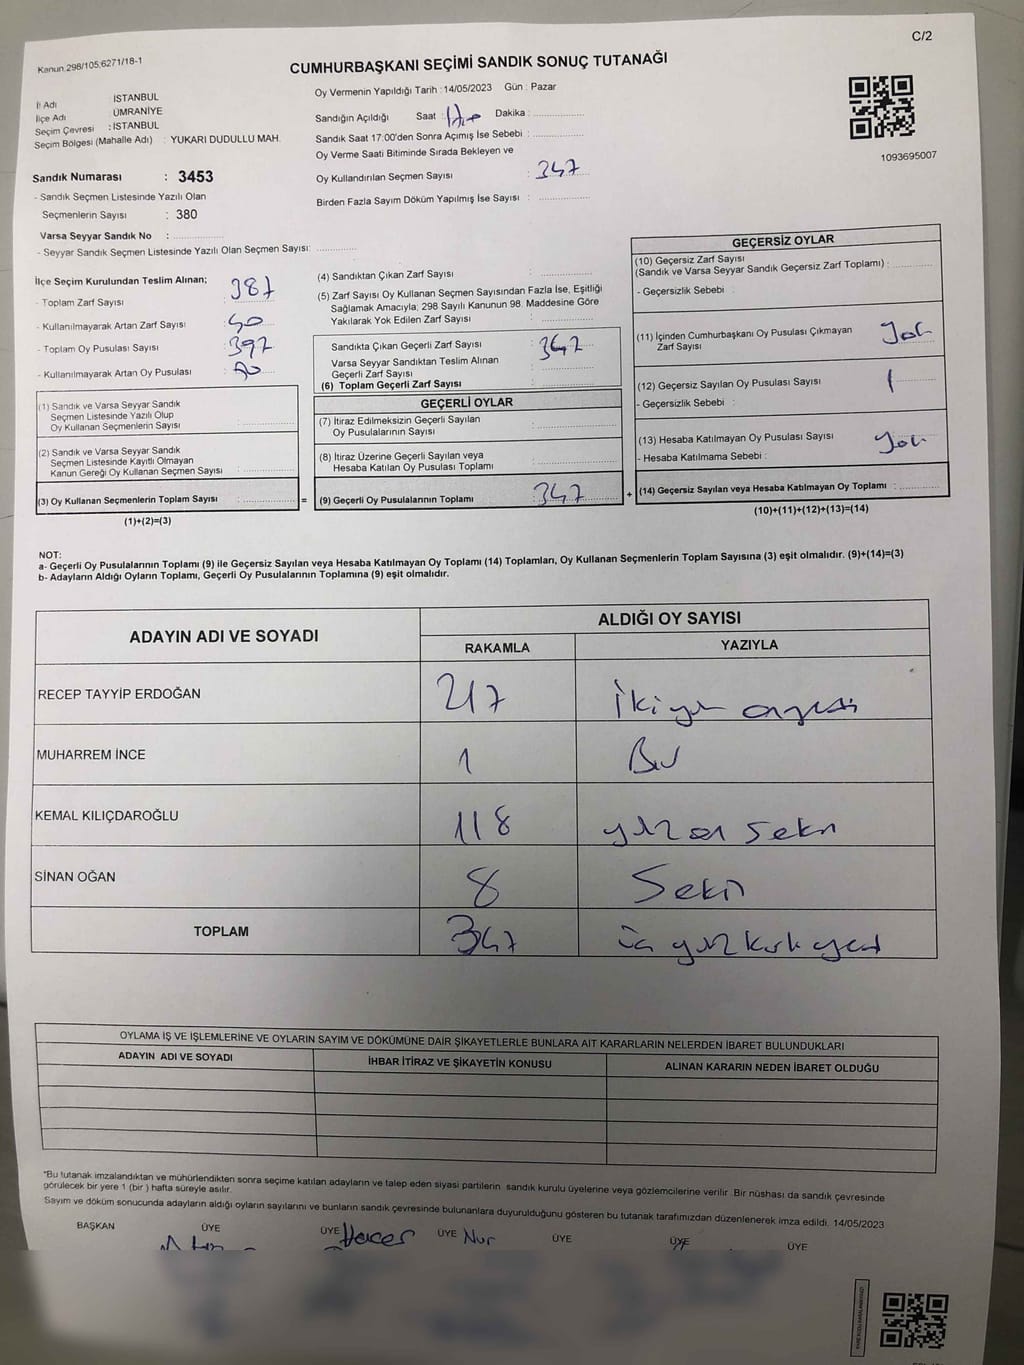 C/2
Kanun 298/105;6271/18-1
CUMHURBAŞKANI SEÇİMİ SANDIK SONUÇ TUTANAĞI
İl Adı İSTANBUL
İlçe Adı ÜMRANİYE
Seçim Çevresi : İSTANBUL
Seçim Bölgesi (Mahalle Adı) : YUKARI DUDULLU MAH.
Oy Vermenin Yapıldığı Tarih : 14/05/2023 Gün : Pazar
Sandığın Açıldığı Saat : Dakika :
Sandık Saat 17:00'den Sonra Açımış İse Sebebi :
Oy Verme Saati Bitiminde Sırada Bekleyen ve
Oy Kullandırılan Seçmen Sayısı : 347
Birden Fazla Sayım Döküm Yapılmış İse Sayısı :
1093695007
Sandık Numarası : 3453
- Sandık Seçmen Listesinde Yazılı Olan
Seçmenlerin Sayısı : 380
Varsa Seyyar Sandık No :
- Seyyar Sandık Seçmen Listesinde Yazılı Olan Seçmen Sayısı:
İlçe Seçim Kurulundan Teslim Alınan;
- Toplam Zarf Sayısı : 387
- Kullanılmayarak Artan Zarf Sayısı :
- Toplam Oy Pusulası Sayısı : 397
- Kullanılmayarak Artan Oy Pusulası :
(1) Sandık ve Varsa Seyyar Sandık
Seçmen Listesinde Yazılı Olup
Oy Kullanan Seçmenlerin Sayısı :
(2) Sandık ve Varsa Seyyar Sandık
Seçmen Listesinde Kayıtlı Olmayan
Kanun Gereği Oy Kullanan Seçmen Sayısı :
(3) Oy Kullanan Seçmenlerin Toplam Sayısı : =
(1)+(2)=(3)
(4) Sandıktan Çıkan Zarf Sayısı :
(5) Zarf Sayısı Oy Kullanan Seçmen Sayısından Fazla İse, Eşitliği
Sağlamak Amacıyla; 298 Sayılı Kanunun 98. Maddesine Göre
Yakılarak Yok Edilen Zarf Sayısı :
Sandıkta Çıkan Geçerli Zarf Sayısı : 347
Varsa Seyyar Sandıktan Teslim Alınan
Geçerli Zarf Sayısı :
(6) Toplam Geçerli Zarf Sayısı :
GEÇERLİ OYLAR
(7) İtiraz Edilmeksizin Geçerli Sayılan
Oy Pusulalarının Sayısı :
(8) İtiraz Üzerine Geçerli Sayılan veya
Hesaba Katılan Oy Pusulası Toplamı :
(9) Geçerli Oy Pusulalarının Toplamı : 347 +
GEÇERSİZ OYLAR
(10) Geçersiz Zarf Sayısı
(Sandık ve Varsa Seyyar Sandık Geçersiz Zarf Toplamı) :
- Geçersizlik Sebebi :
(11) İçinden Cumhurbaşkanı Oy Pusulası Çıkmayan
Zarf Sayısı : Yok
(12) Geçersiz Sayılan Oy Pusulası Sayısı : 1
- Geçersizlik Sebebi :
(13) Hesaba Katılmayan Oy Pusulası Sayısı : Yok
- Hesaba Katılmama Sebebi :
(14) Geçersiz Sayılan veya Hesaba Katılmayan Oy Toplamı :
(10)+(11)+(12)+(13)=(14)
NOT:
a- Geçerli Oy Pusulalarının Toplamı (9) ile Geçersiz Sayılan veya Hesaba Katılmayan Oy Toplamı (14) Toplamları, Oy Kullanan Seçmenlerin Toplam Sayısına (3) eşit olmalıdır. (9)+(14)=(3)
b- Adayların Aldığı Oyların Toplamı, Geçerli Oy Pusulalarının Toplamına (9) eşit olmalıdır.
ADAYIN ADI VE SOYADI ALDIĞI OY SAYISI
RAKAMLA YAZIYLA
RECEP TAYYİP ERDOĞAN 217 İkiyüz onyedi
MUHARREM İNCE 1 Bir
KEMAL KILIÇDAROĞLU 118 yüz on sekiz
SİNAN OĞAN 8 Sekiz
TOPLAM 347 üç yüz kırk yedi
OYLAMA İŞ VE İŞLEMLERİNE VE OYLARIN SAYIM VE DÖKÜMÜNE DAİR ŞİKAYETLERLE BUNLARA AİT KARARLARIN NELERDEN İBARET BULUNDUKLARI
ADAYIN ADI VE SOYADI İHBAR İTİRAZ VE ŞİKAYETİN KONUSU ALINAN KARARIN NEDEN İBARET OLDUĞU
"Bu tutanak imzalandıktan ve mühürlendikten sonra seçime katılan adayların ve talep eden siyasi partilerin sandık kurulu üyelerine veya gözlemcilerine verilir. Bir nüshası da sandık çevresinde
görülecek bir yere 1 (bir) hafta süreyle asılır.
Sayım ve döküm sonucunda adayların aldığı oyların sayılarını ve bunların sandık çevresinde bulunanlara duyurulduğunu gösteren bu tutanak tarafımızdan düzenlenerek imza edildi. 14/05/2023
BAŞKAN ÜYE ÜYE Hacer ÜYE Nur ÜYE ÜYE ÜYE